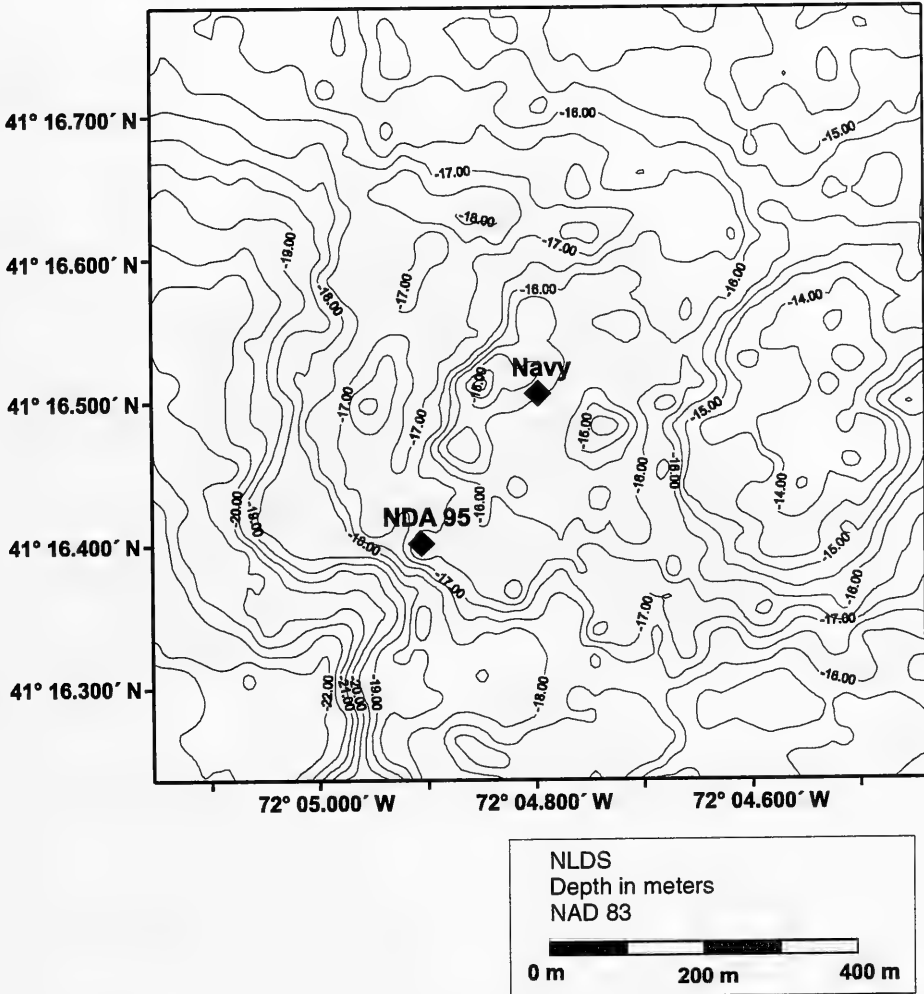 41° 16.700´ N
-16.00
-15.00
-17.00
-18.00
-17.00
41° 16.600´ N
-19.00
-18.00
-17.00
-16.00
-16.00
-14.00
Navy
-15.00
41° 16.500´ N
-17.00
-17.00
-15.00
-15.00
-16.00
-16.00
-14.00
-20.00
-19.00
-16.00
NDA 95
41° 16.400´ N
-18.00
-17.00
-15.00
-16.00
-17.00
-17.00
41° 16.300´ N
-22.00
-21.00
-20.00
-19.00
-18.00
-18.00
72° 05.000´ W
72° 04.800´ W
72° 04.600´ W
NLDS
Depth in meters
NAD 83
0 m
200 m
400 m